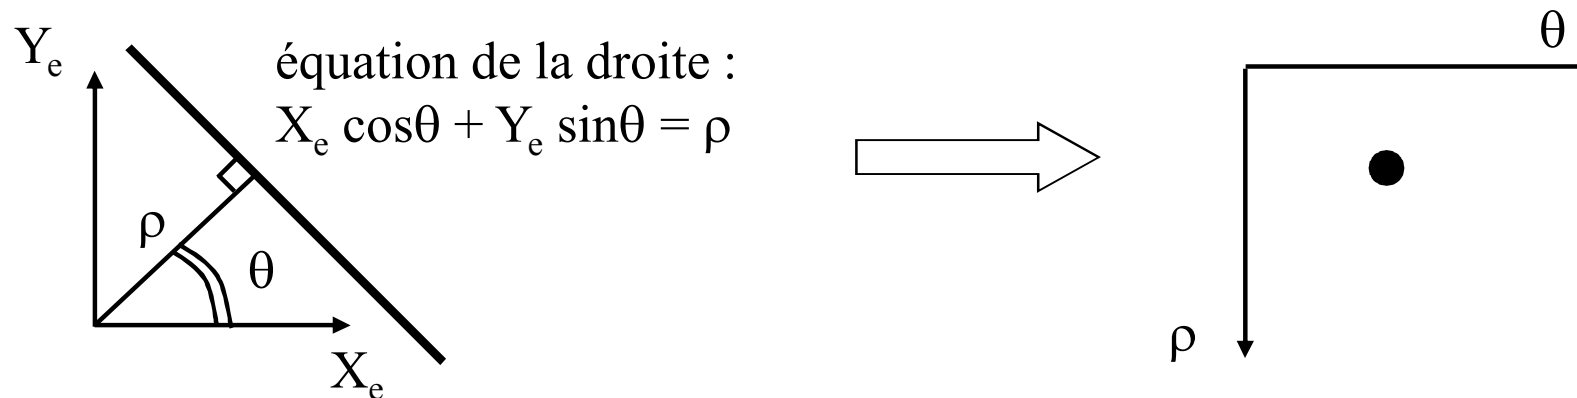 Yₑ
équation de la droite :
Xₑ cosθ + Yₑ sinθ = ρ
ρ
θ
Xₑ
θ
ρ